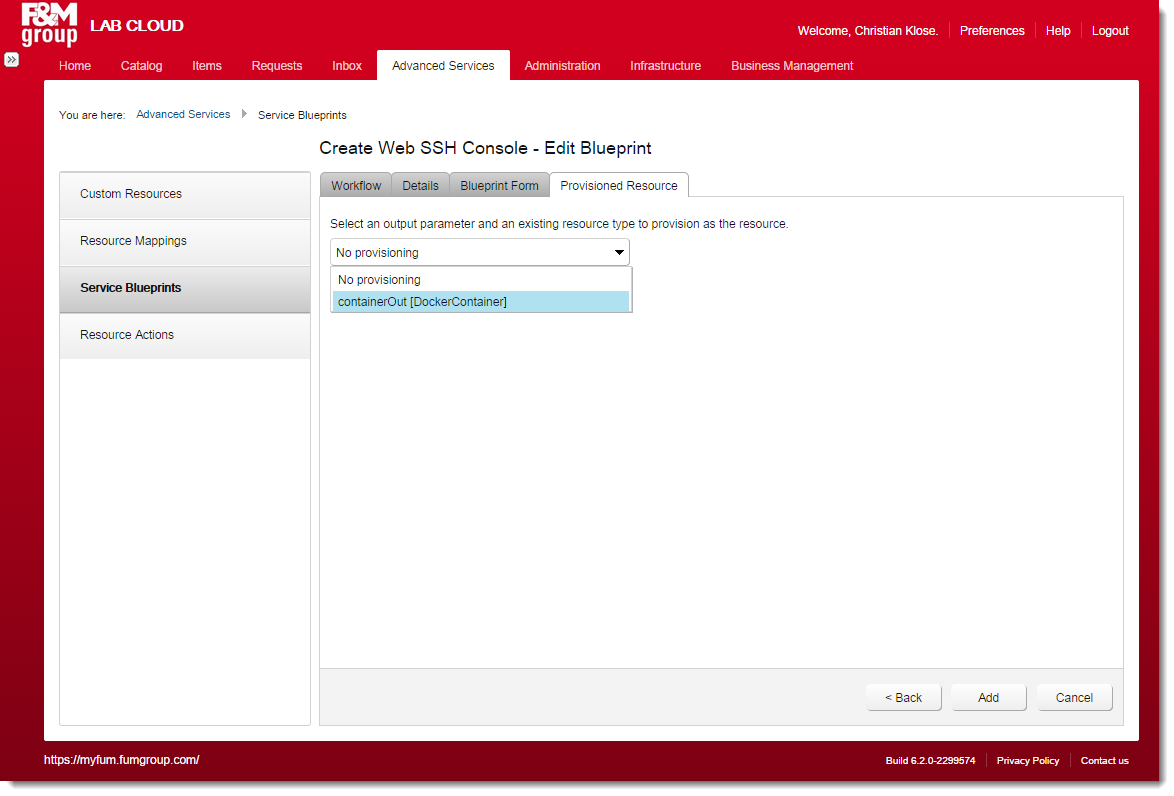 F&M
group
LAB CLOUD
Welcome, Christian Klose. Preferences Help Logout
Home Catalog Items Requests Inbox Advanced Services Administration Infrastructure Business Management
You are here: Advanced Services Service Blueprints
Create Web SSH Console - Edit Blueprint
Custom Resources
Resource Mappings
Service Blueprints
Resource Actions
Workflow Details Blueprint Form Provisioned Resource
Select an output parameter and an existing resource type to provision as the resource.
No provisioning
No provisioning
containerOut [DockerContainer]
< Back Add Cancel
https://myfum.fumgroup.com/
Build 6.2.0-2299574 Privacy Policy Contact us